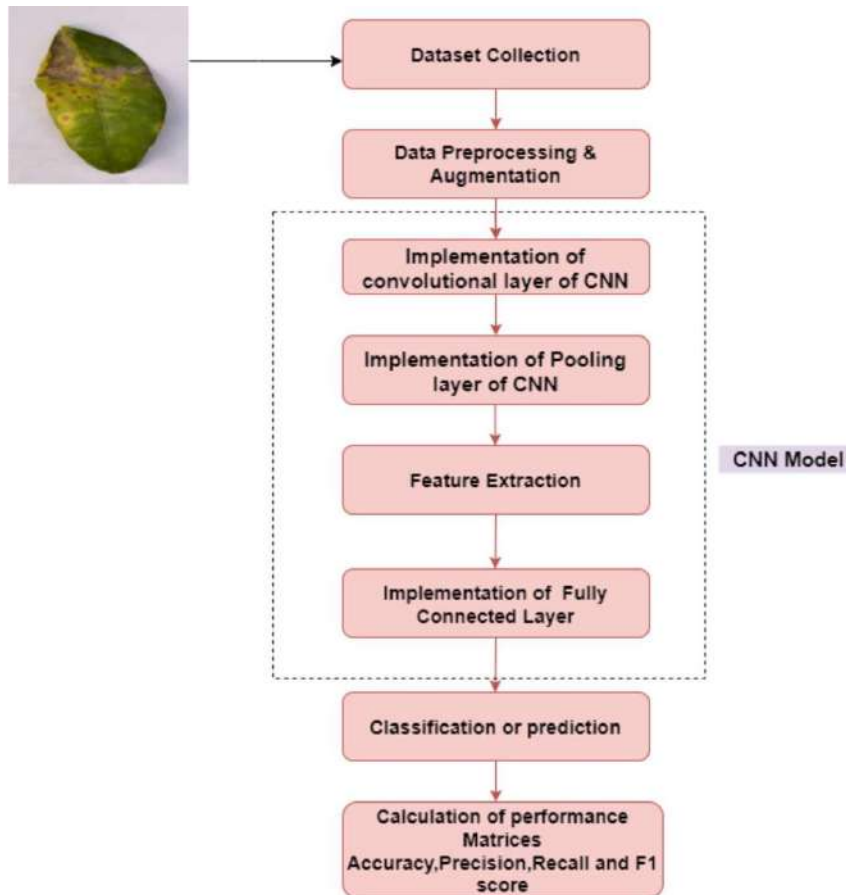 Dataset Collection
Data Preprocessing &
Augmentation
Implementation of
convolutional layer of CNN
Implementation of Pooling
layer of CNN
Feature Extraction
CNN Model
Implementation of Fully
Connected Layer
Classification or prediction
Calculation of performance
Matrices
Accuracy,Precision,Recall and F1
score